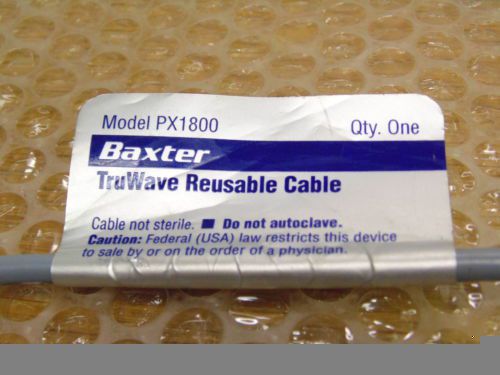 Model PX1800 Qty. One
Baxter
TruWave Reusable Cable
Cable not sterile. ■ Do not autoclave.
Caution: Federal (USA) law restricts this device
to sale by or on the order of a physician.